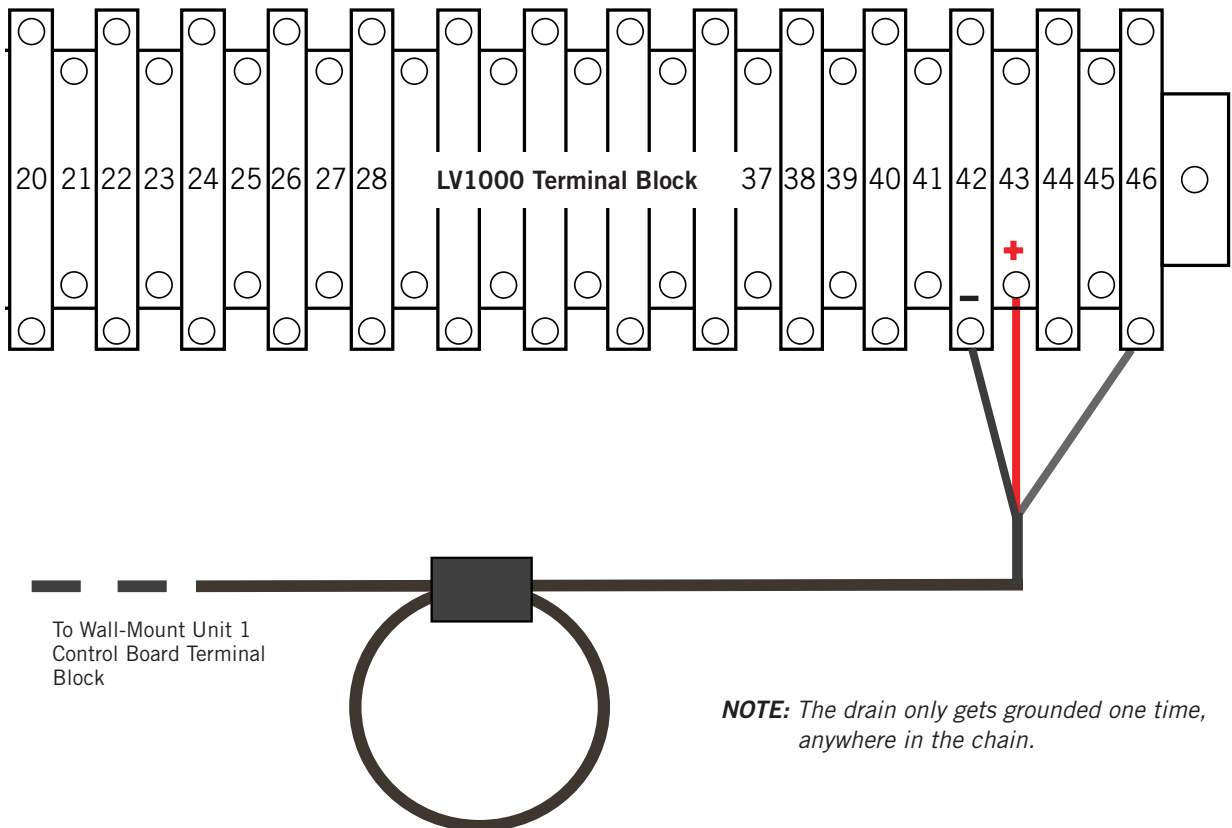 20 21 22 23 24 25 26 27 28 LV1000 Terminal Block 37 38 39 40 41 42 43 44 45 46
+
–
To Wall-Mount Unit 1
Control Board Terminal
Block
NOTE: The drain only gets grounded one time,
anywhere in the chain.